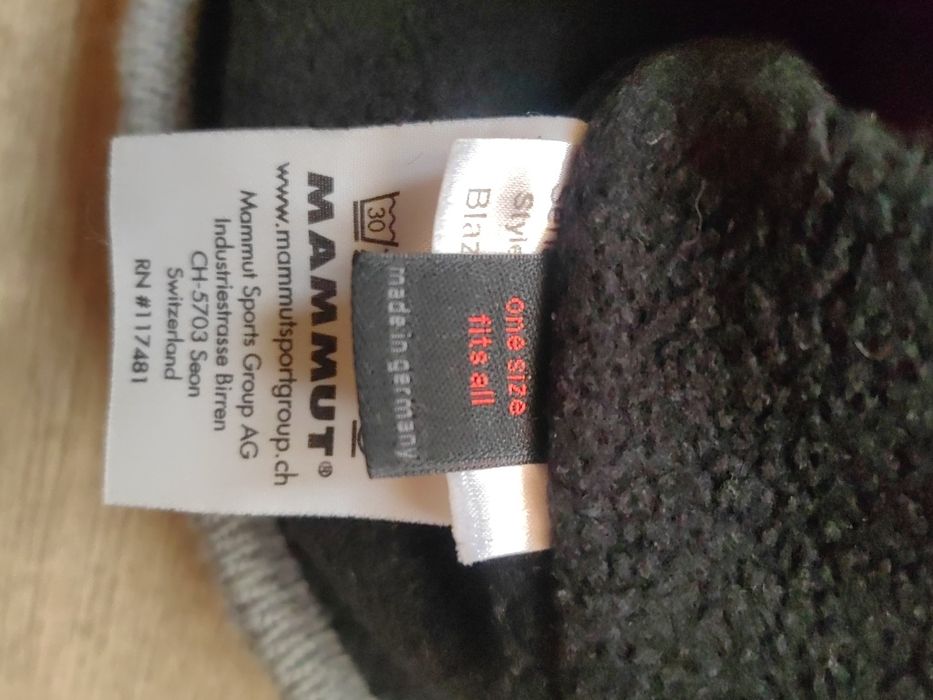 Style
one size
fits all
made in germany
30
MAMMUT®
www.mammutsportgroup.ch
Mammut Sports Group AG
Industriestrasse Birren
CH-5703 Seon
Switzerland
RN #117481